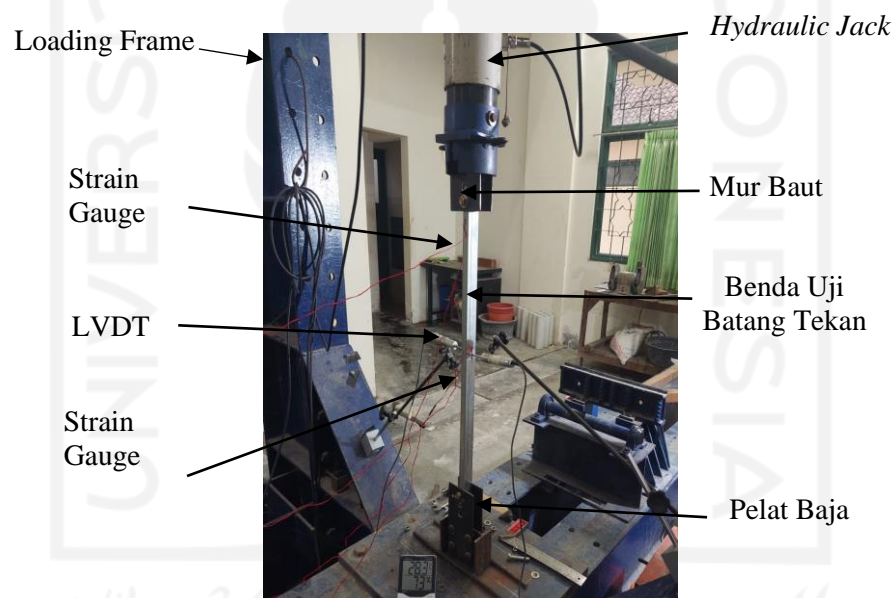 Loading Frame
Hydraulic Jack
Strain
Gauge
Mur Baut
LVDT
Benda Uji
Batang Tekan
Strain
Gauge
Pelat Baja